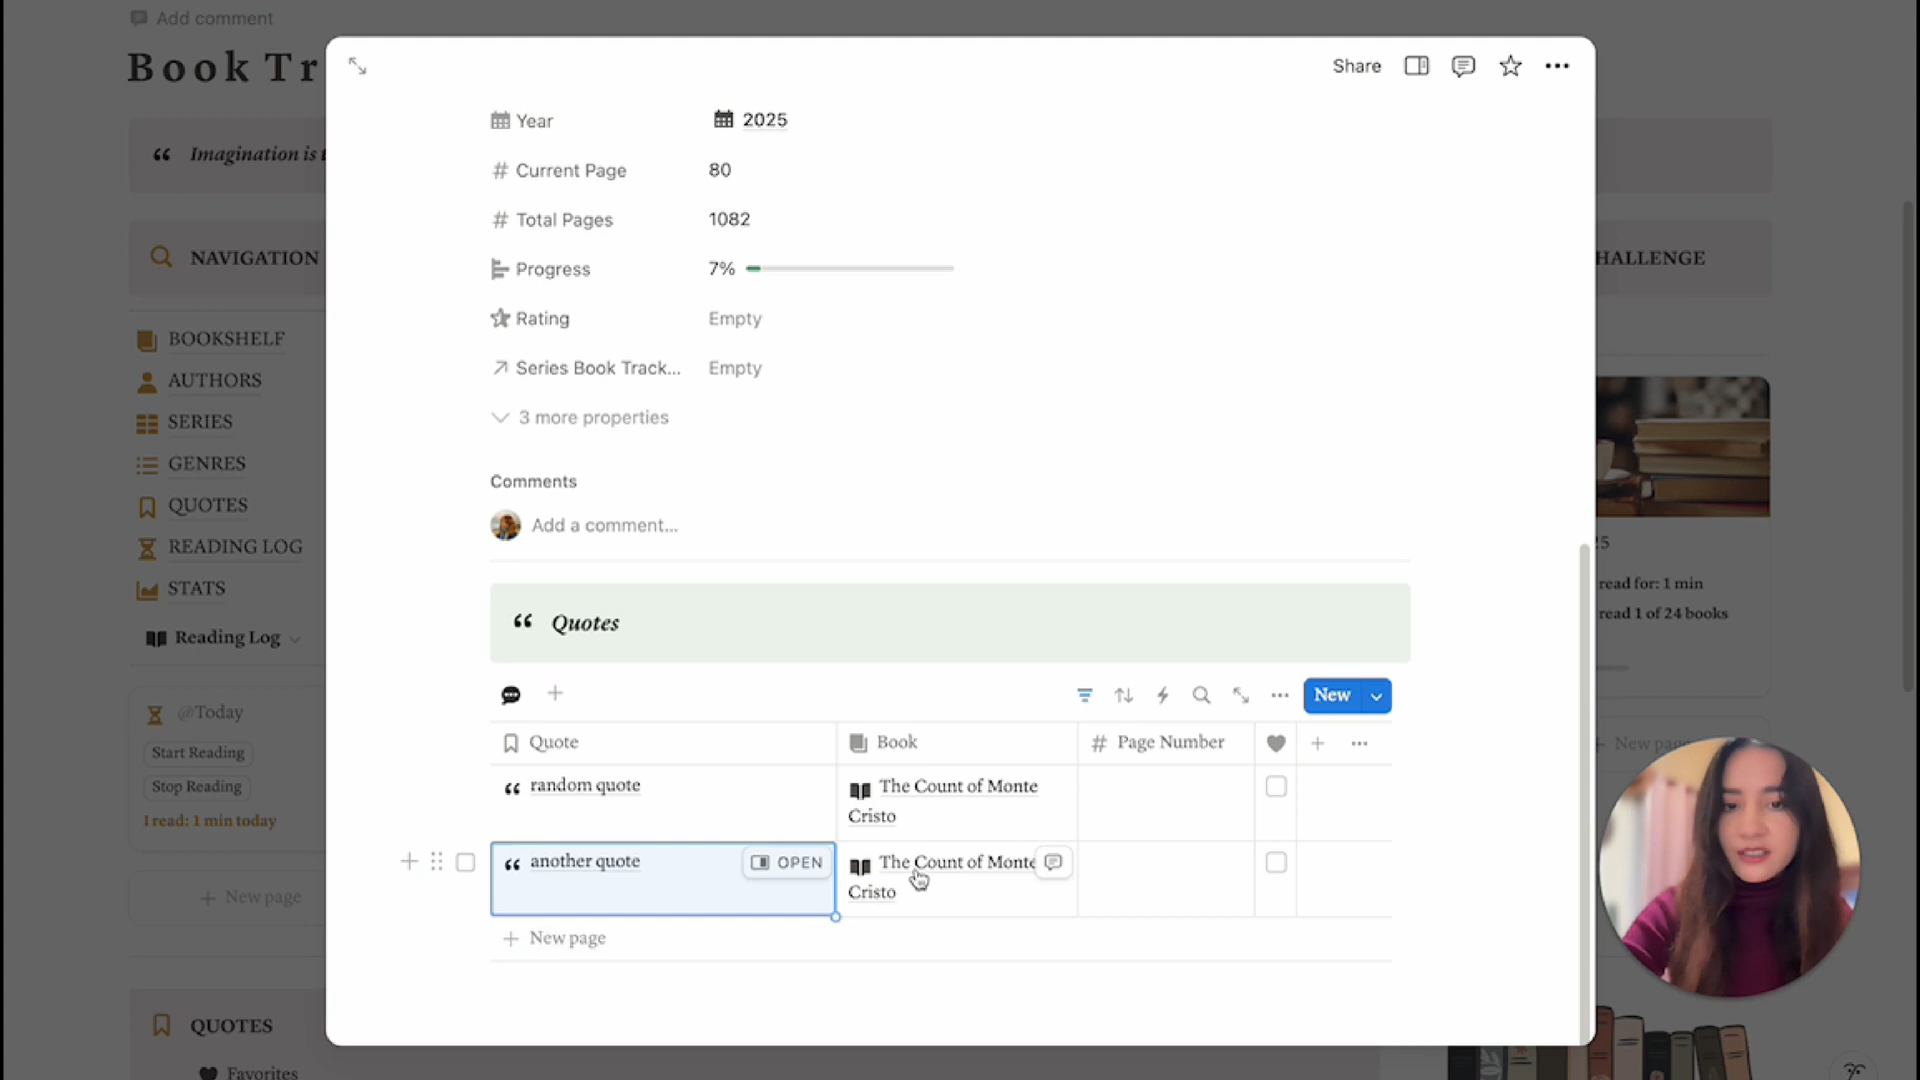 Add comment
Book Tr
“ Imagination is t
NAVIGATION
BOOKSHELF
AUTHORS
SERIES
GENRES
QUOTES
READING LOG
STATS
Reading Log
@Today
Start Reading
Stop Reading
I read: 1 min today
+ New page
QUOTES
Favorites
Share
Year
2025
# Current Page
80
# Total Pages
1082
Progress
7%
Rating
Empty
Series Book Track...
Empty
3 more properties
Comments
Add a comment...
“ Quotes
New
Quote
Book
# Page Number
“ random quote
The Count of Monte
Cristo
“ another quote
OPEN
The Count of Monte
Cristo
+ New page
HALLENGE
25
read for: 1 min
read 1 of 24 books
+ New page